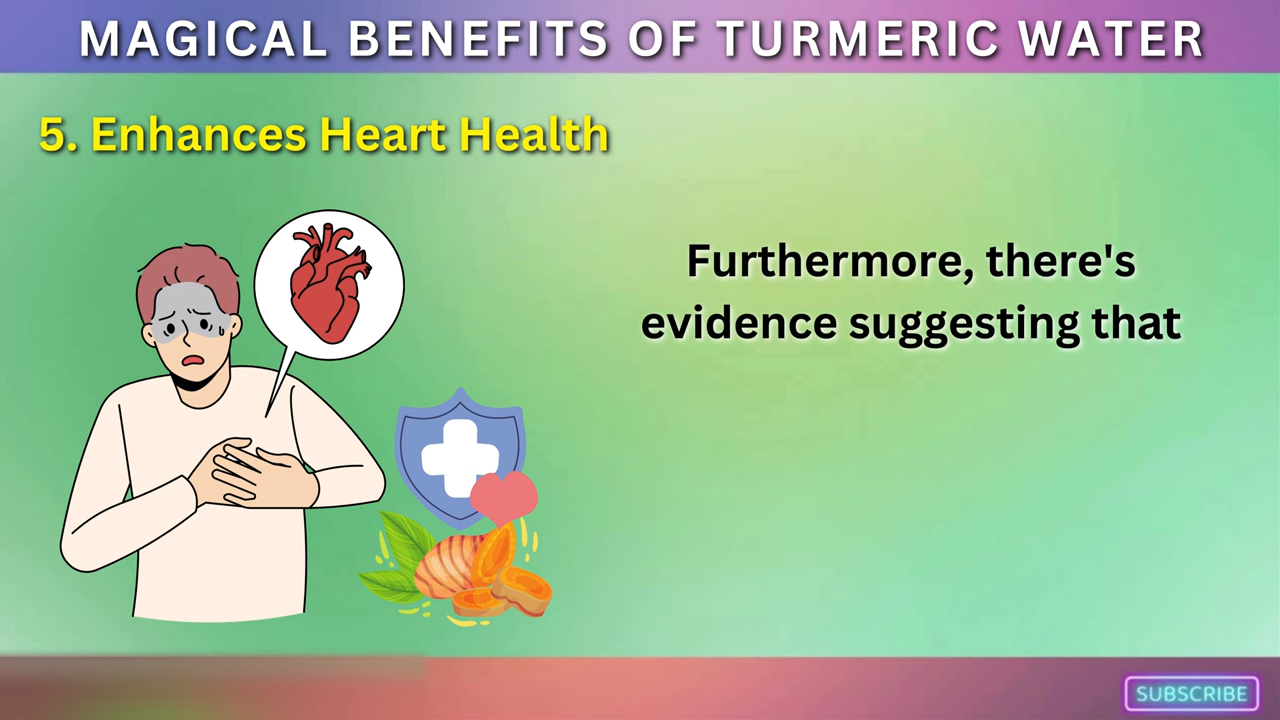 MAGICAL BENEFITS OF TURMERIC WATER
5. Enhances Heart Health
Furthermore, there's
evidence suggesting that
SUBSCRIBE